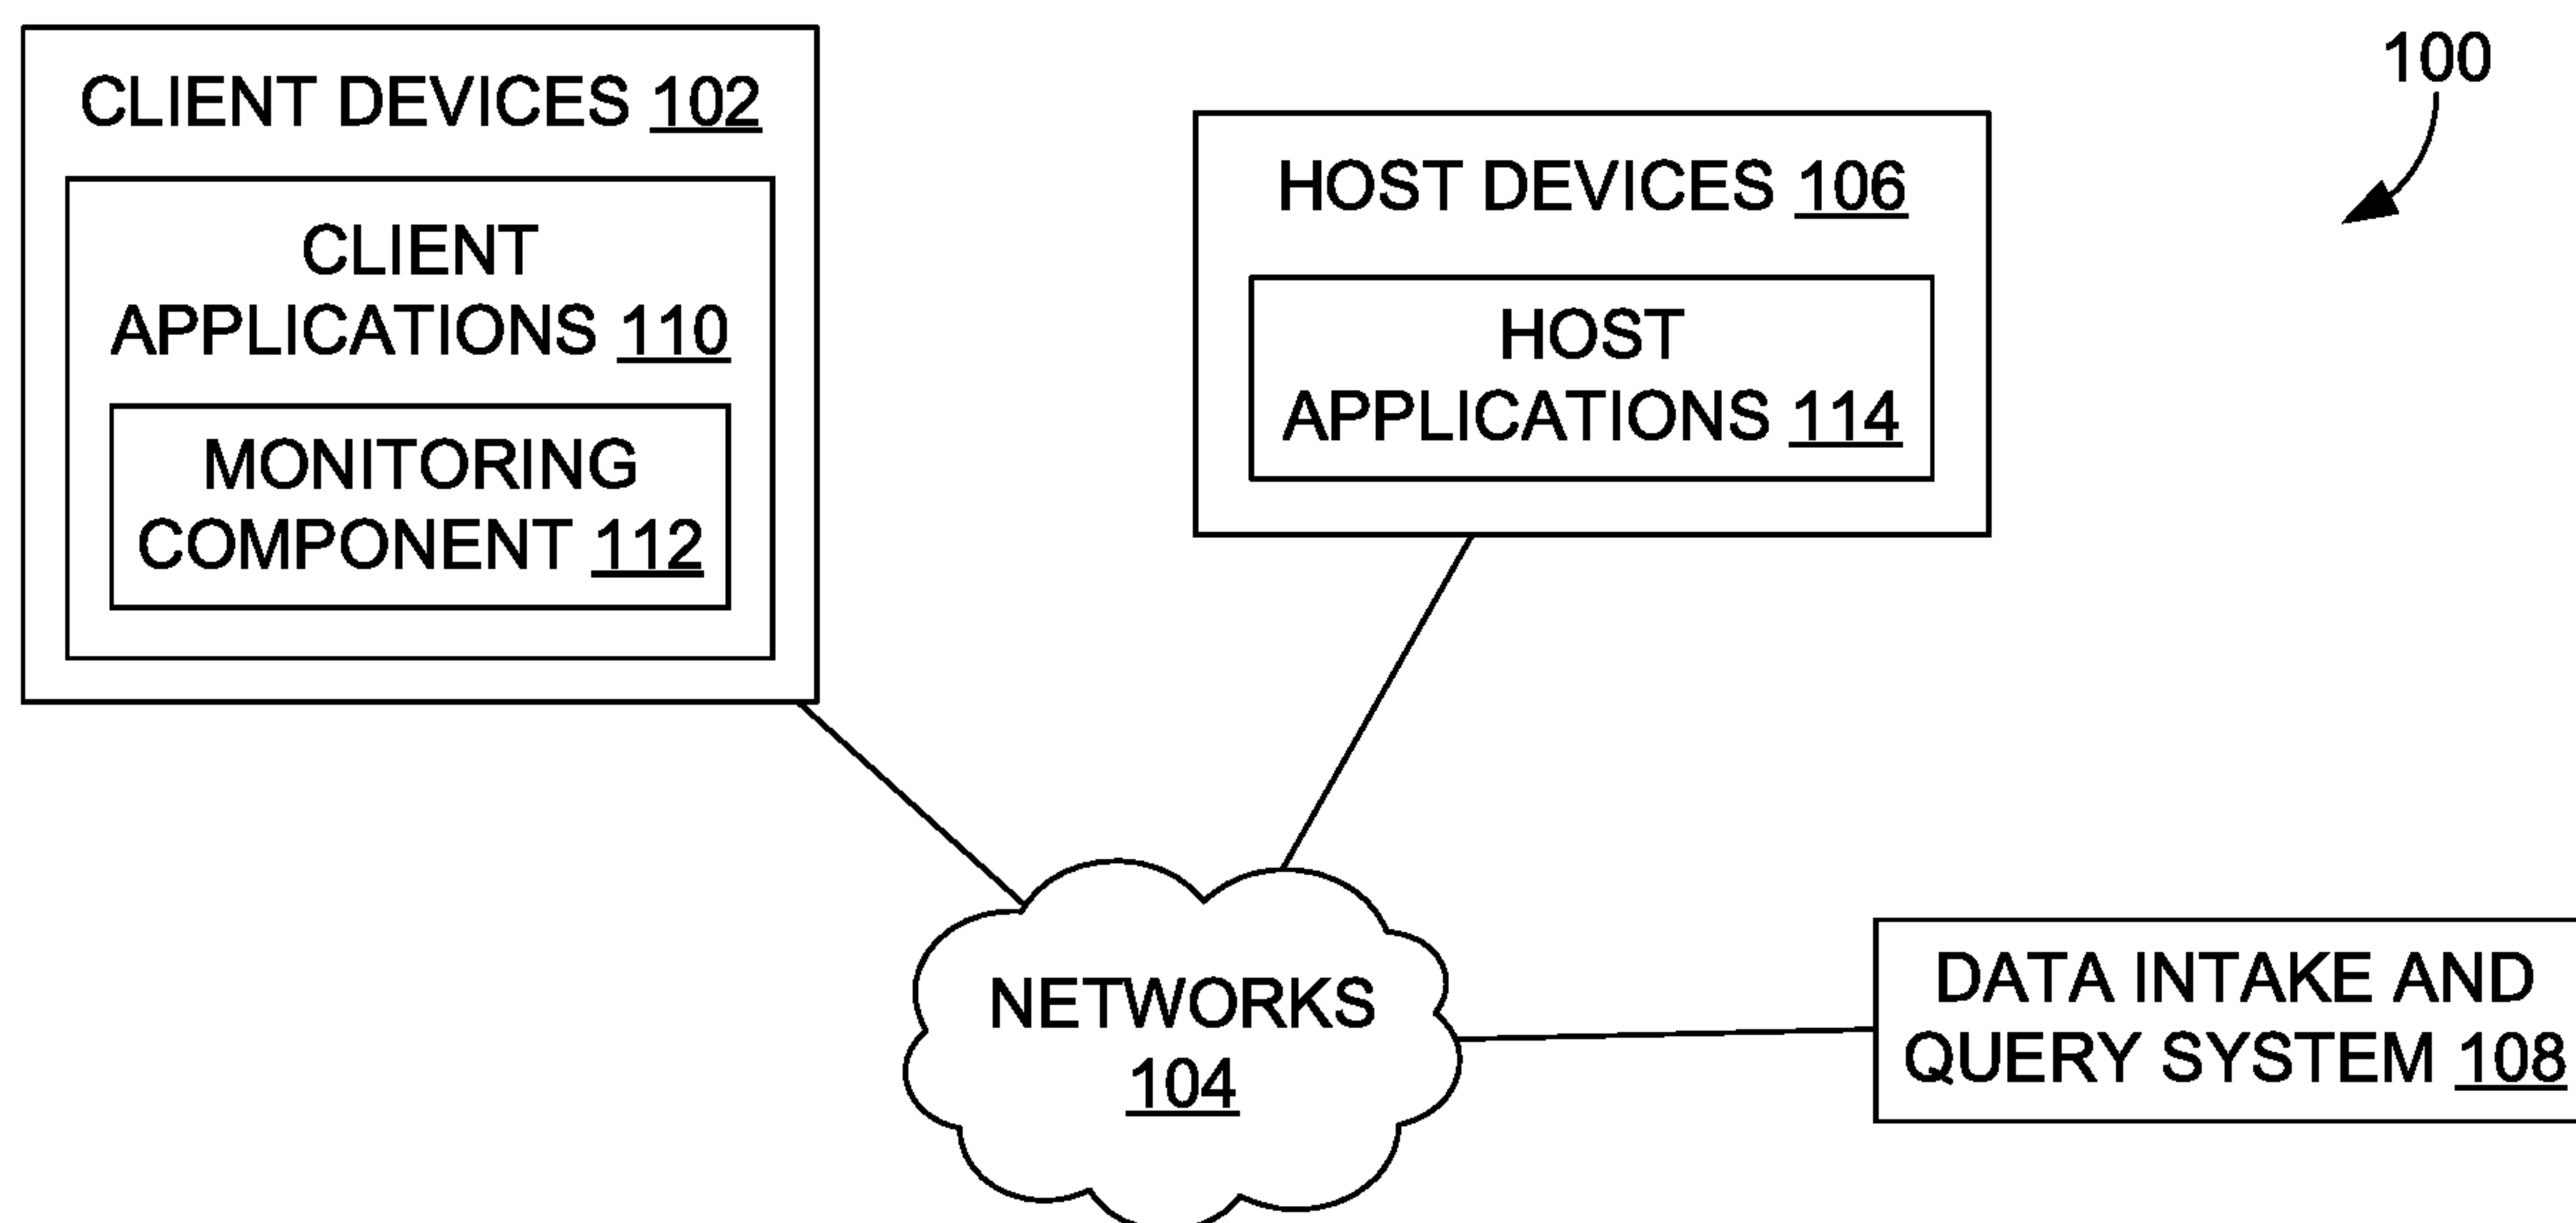 CLIENT DEVICES 102
CLIENT
APPLICATIONS 110
MONITORING
COMPONENT 112
HOST DEVICES 106
HOST
APPLICATIONS 114
100
NETWORKS
104
DATA INTAKE AND
QUERY SYSTEM 108